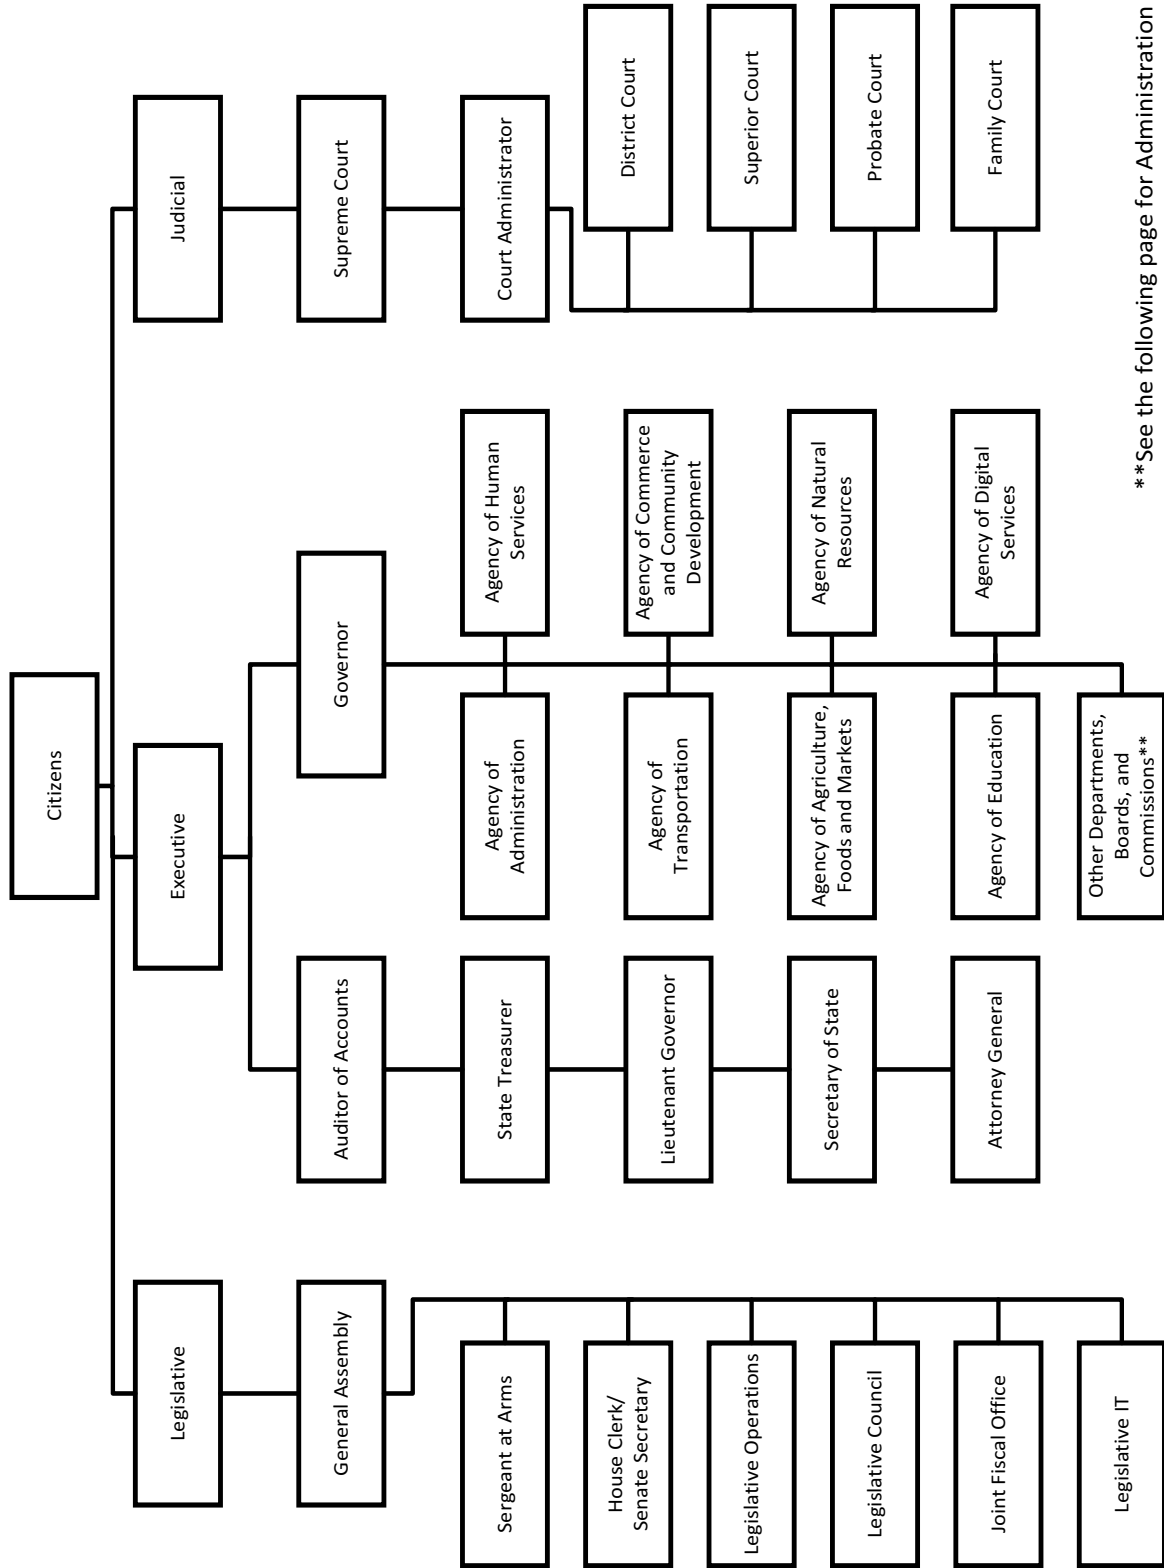 Citizens
Legislative
Executive
Judicial
General Assembly
Auditor of Accounts
Governor
Supreme Court
Sergeant at Arms
State Treasurer
Agency of
Administration
Agency of Human
Services
Court Administrator
House Clerk/
Senate Secretary
Lieutenant Governor
Agency of
Transportation
Agency of Commerce
and Community
Development
District Court
Legislative Operations
Superior Court
Legislative Council
Secretary of State
Agency of Agriculture,
Foods and Markets
Agency of Natural
Resources
Probate Court
Joint Fiscal Office
Attorney General
Agency of Education
Agency of Digital
Services
Family Court
Legislative IT
Other Departments,
Boards, and
Commissions**
**See the following page for Administration